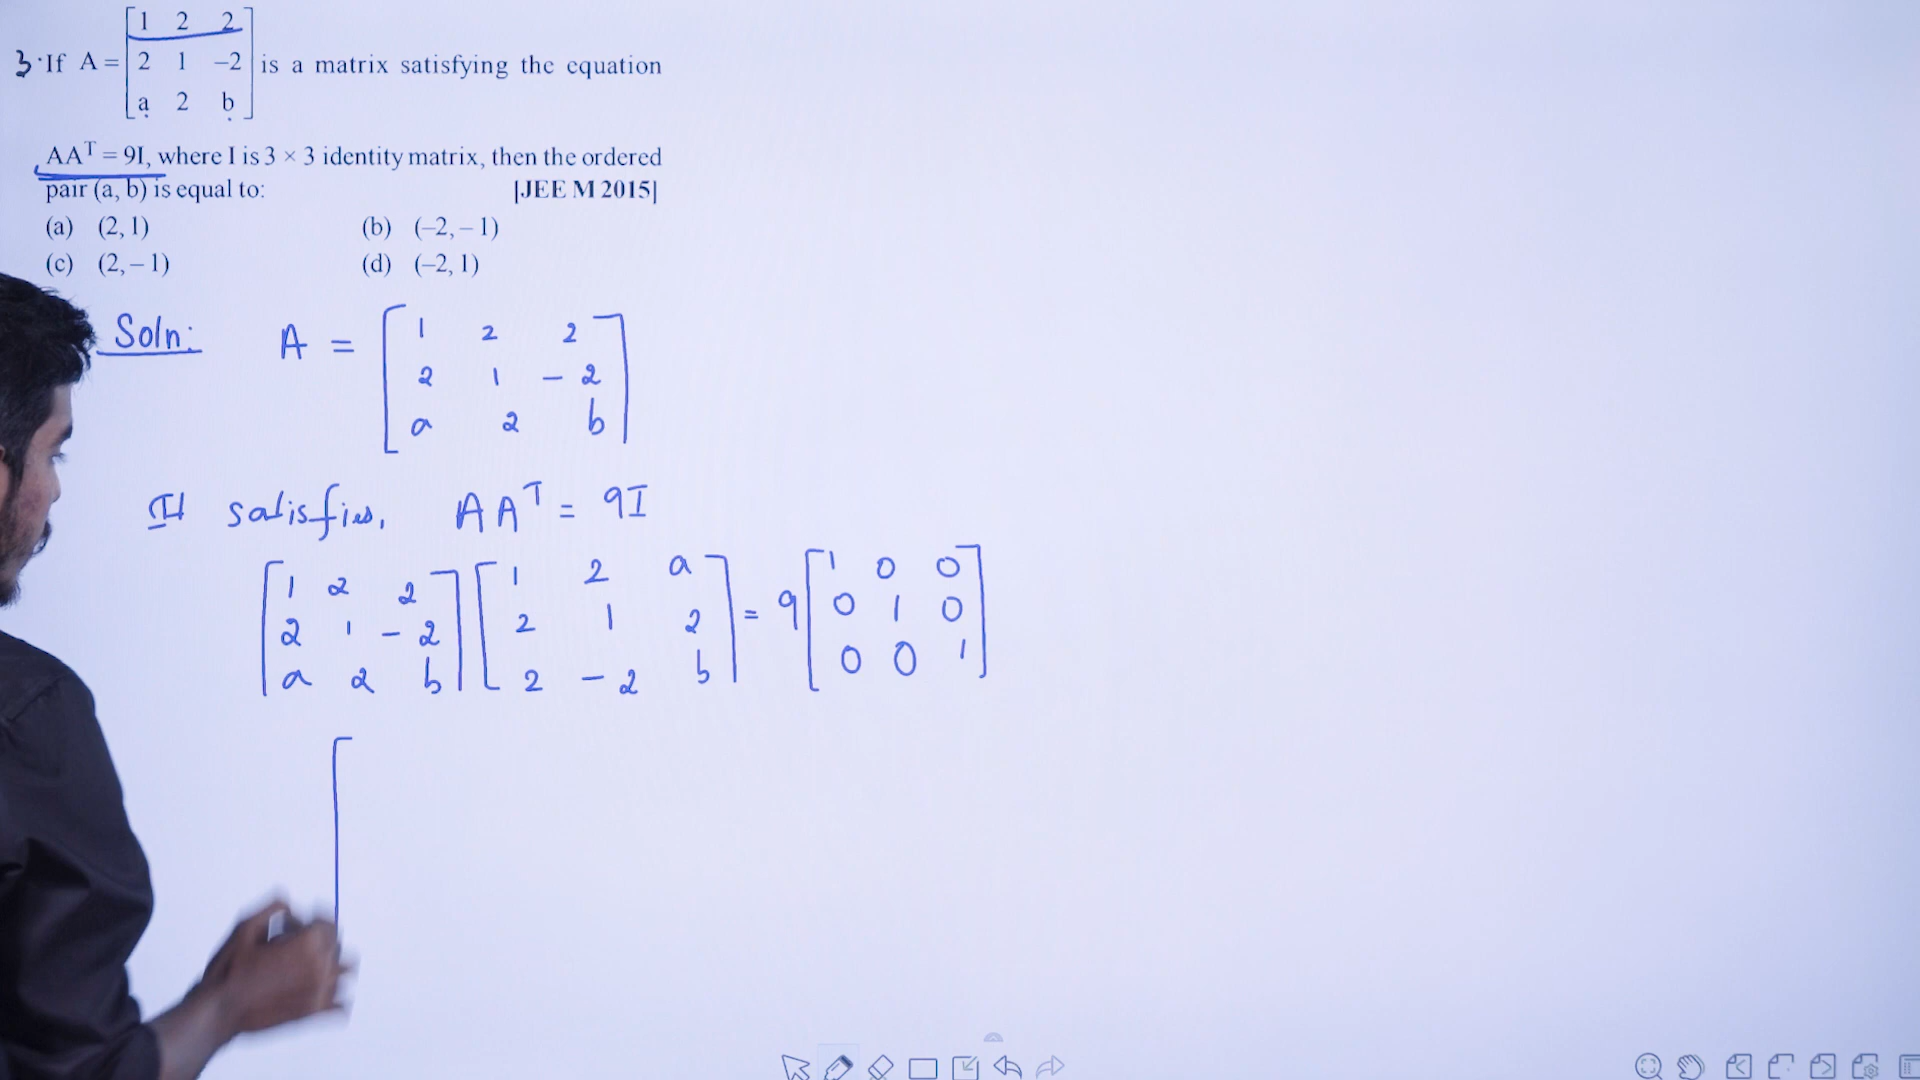 3. If A = [1 2 2
2 1 –2
a 2 b] is a matrix satisfying the equation
AAᵀ = 9I, where I is 3 × 3 identity matrix, then the ordered
pair (a, b) is equal to: [JEE M 2015]
(a) (2, 1) (b) (–2, – 1)
(c) (2, – 1) (d) (–2, 1)
Soln: A = [1 2 2
2 1 - 2
a 2 b]
It satisfies, AAᵀ = 9I
[1 2 2] [1 2 a] = 9 [1 0 0]
[2 1 - 2] [2 1 2] [0 1 0]
[a 2 b] [2 - 2 b] [0 0 1]
[